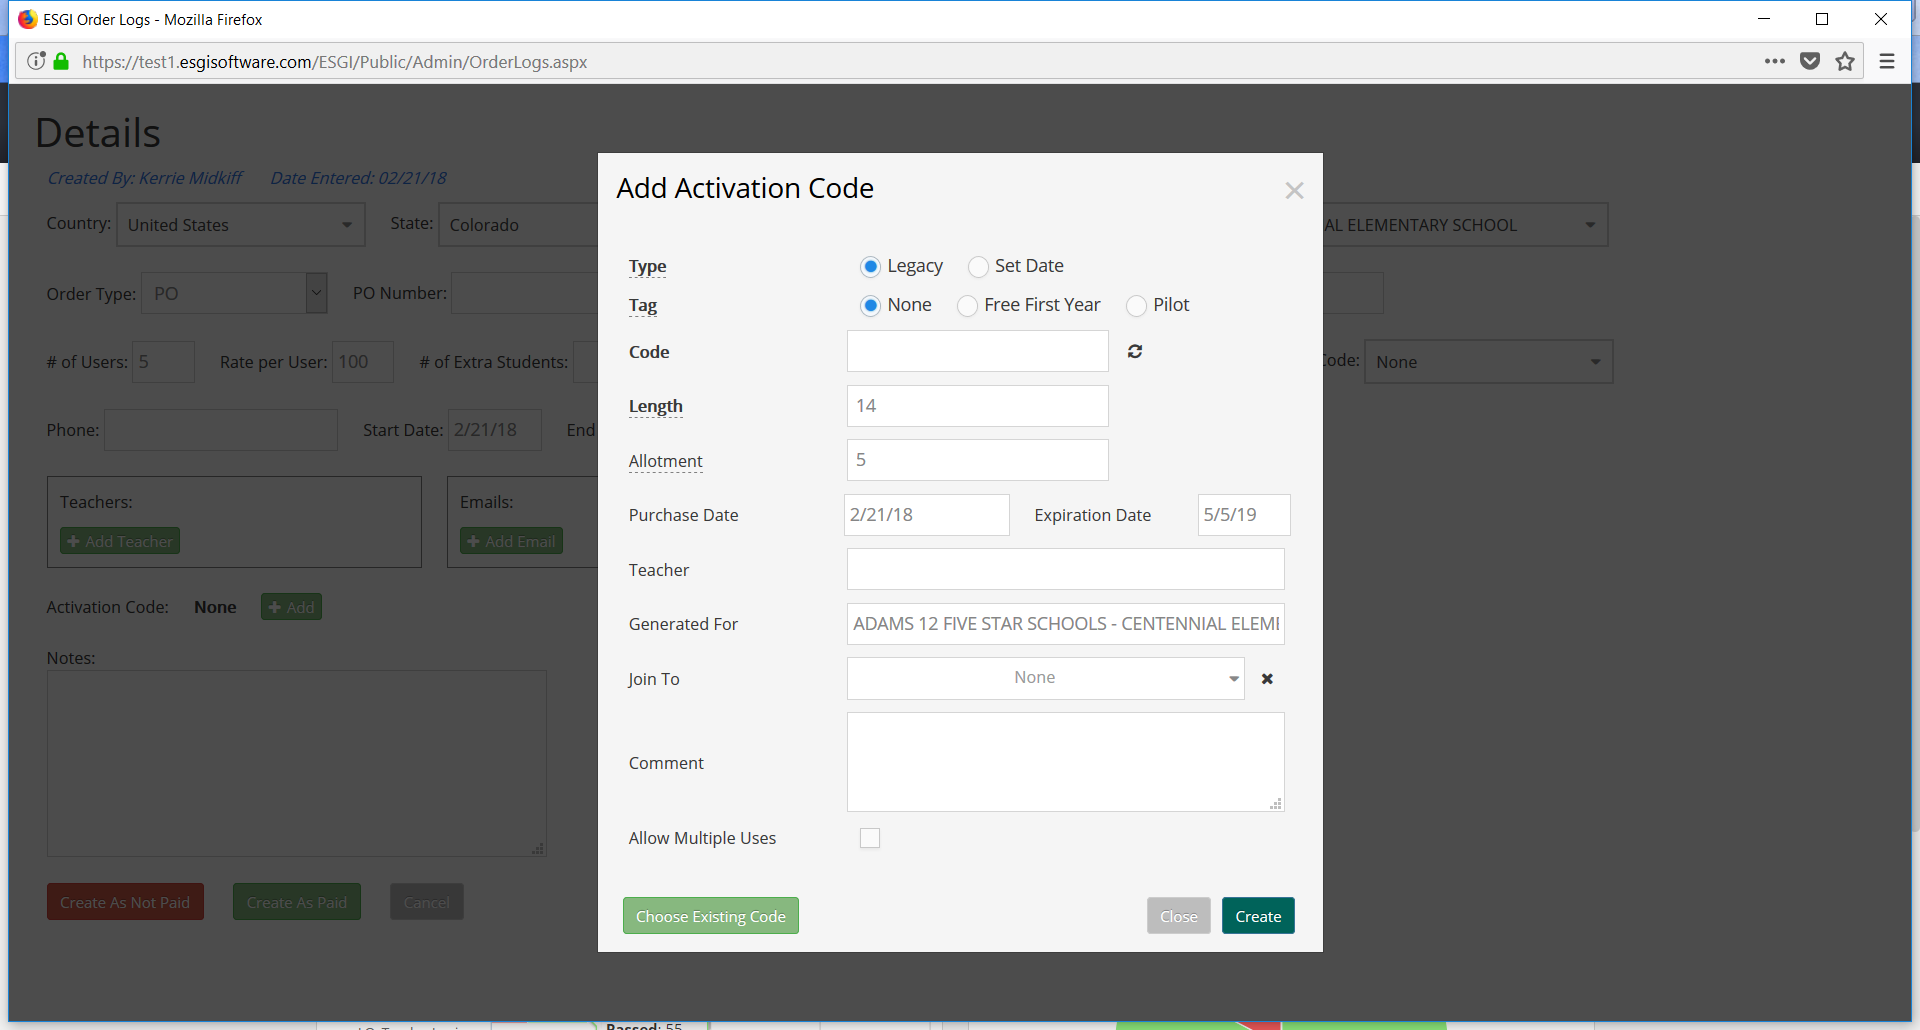 ESGI Order Logs - Mozilla Firefox
https://test1.esgisoftware.com/ESGI/Public/Admin/OrderLogs.aspx
Details
Created By: Kerrie Midkiff Date Entered: 02/21/18
Country: United States State: Colorado AL ELEMENTARY SCHOOL
Order Type: PO PO Number:
# of Users: 5 Rate per User: 100 # of Extra Students: Code: None
Phone: Start Date: 2/21/18 End
Teachers: Emails:
Add Teacher Add Email
Activation Code: None Add
Notes:
Create As Not Paid Create As Paid Cancel
Add Activation Code
Type Legacy Set Date
Tag None Free First Year Pilot
Code
Length 14
Allotment 5
Purchase Date 2/21/18 Expiration Date 5/5/19
Teacher
Generated For ADAMS 12 FIVE STAR SCHOOLS - CENTENNIAL ELEM
Join To None
Comment
Allow Multiple Uses
Choose Existing Code Close Create
Passed: 55